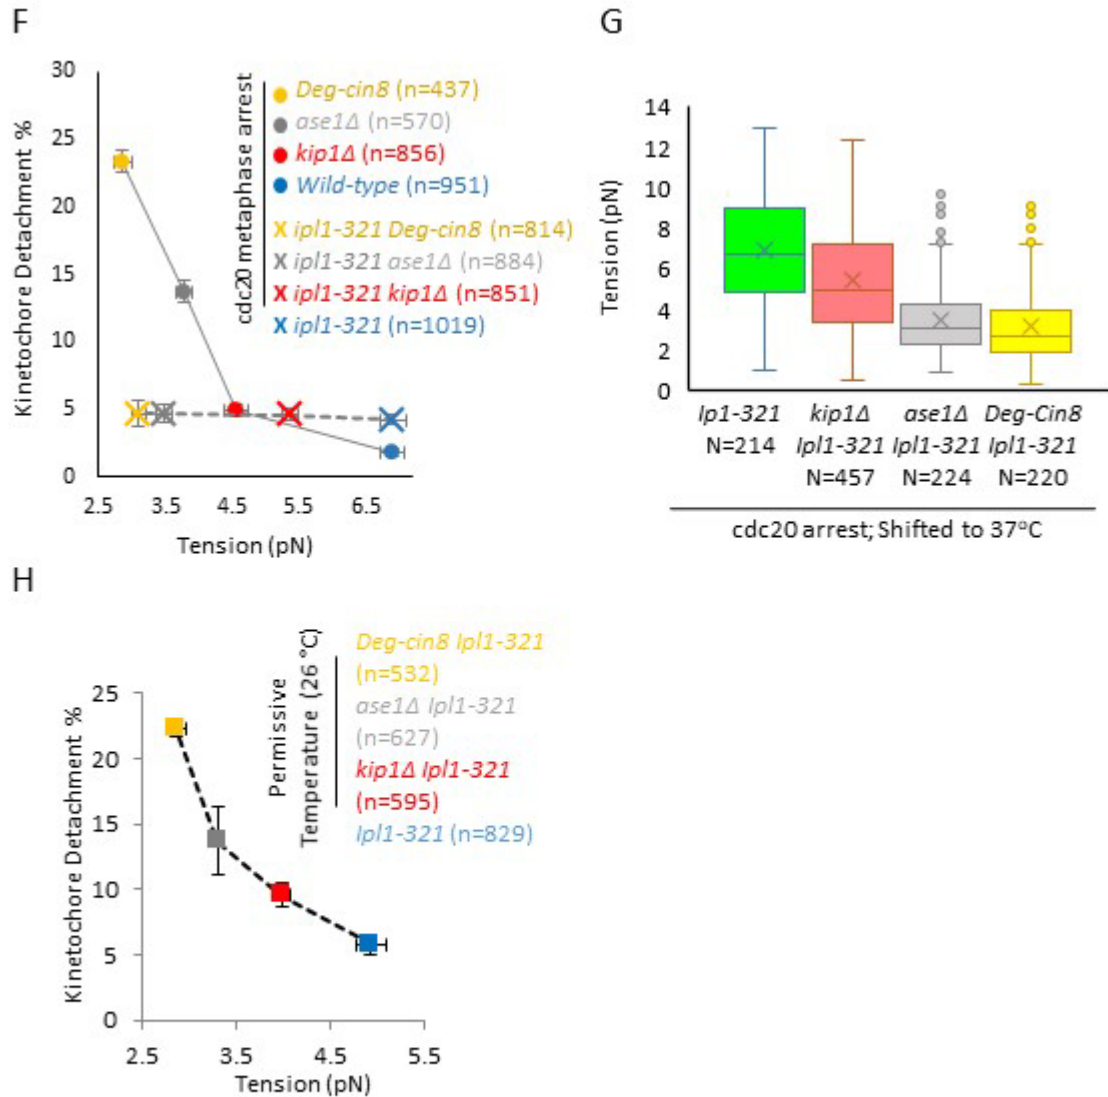 F
Kinetochore Detachment %
30
25
20
15
10
5
0
2.5 3.5 4.5 5.5 6.5
Tension (pN)
cdc20 metaphase arrest
Deg-cin8 (n=437)
ase1Δ (n=570)
kip1Δ (n=856)
Wild-type (n=951)
ipl1-321 Deg-cin8 (n=814)
ipl1-321 ase1Δ (n=884)
ipl1-321 kip1Δ (n=851)
ipl1-321 (n=1019)
G
Tension (pN)
14
12
10
8
6
4
2
0
Ip1-321 kip1Δ ase1Δ Deg-Cin8
N=214 Ipl1-321 Ipl1-321 Ipl1-321
N=457 N=224 N=220
cdc20 arrest; Shifted to 37°C
H
Kinetochore Detachment %
25
20
15
10
5
0
2.5 3.5 4.5 5.5
Tension (pN)
Permissive
Temperature (26 °C)
Deg-cin8 Ipl1-321
(n=532)
ase1Δ Ipl1-321
(n=627)
kip1Δ Ipl1-321
(n=595)
Ipl1-321 (n=829)